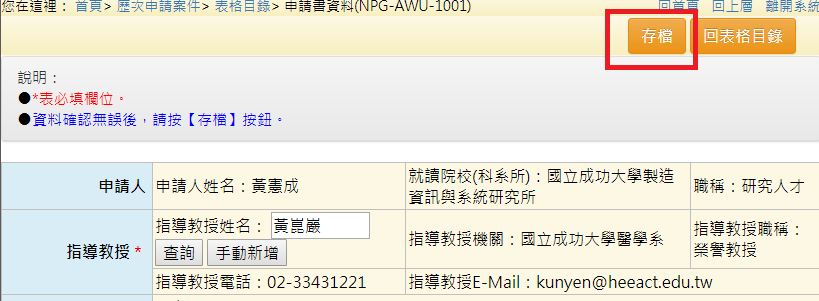 您在這裡： 首頁> 歷次申請案件> 表格目錄> 申請書資料(NPG-AWU-1001)
回首頁 回上層 離開系統
存檔 回表格目錄
說明：
●*表必填欄位。
●資料確認無誤後，請按【存檔】按鈕。
申請人 申請人姓名：黃憲成 就讀院校(科系所)：國立成功大學製造
資訊與系統研究所 職稱：研究人才
指導教授 * 指導教授姓名： 黃崑巖
查詢 手動新增
指導教授機關：國立成功大學醫學系
指導教授職稱：
榮譽教授
指導教授電話：02-33431221 指導教授E-Mail：kunyen@heeact.edu.tw